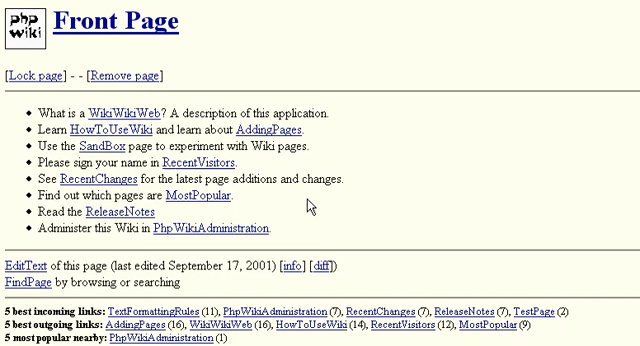 php wiki
Front Page
[Lock page] - - [Remove page]
What is a WikiWikiWeb? A description of this application.
Learn HowToUseWiki and learn about AddingPages.
Use the SandBox page to experiment with Wiki pages.
Please sign your name in RecentVisitors.
See RecentChanges for the latest page additions and changes.
Find out which pages are MostPopular.
Read the ReleaseNotes
Administer this Wiki in PhpWikiAdministration.
EditText of this page (last edited September 17, 2001) [info] [diff])
FindPage by browsing or searching
5 best incoming links: TextFormattingRules (11), PhpWikiAdministration (7), RecentChanges (7), ReleaseNotes (7), TestPage (2)
5 best outgoing links: AddingPages (16), WikiWikiWeb (16), HowToUseWiki (14), RecentVisitors (12), MostPopular (9)
5 most popular nearby: PhpWikiAdministration (1)